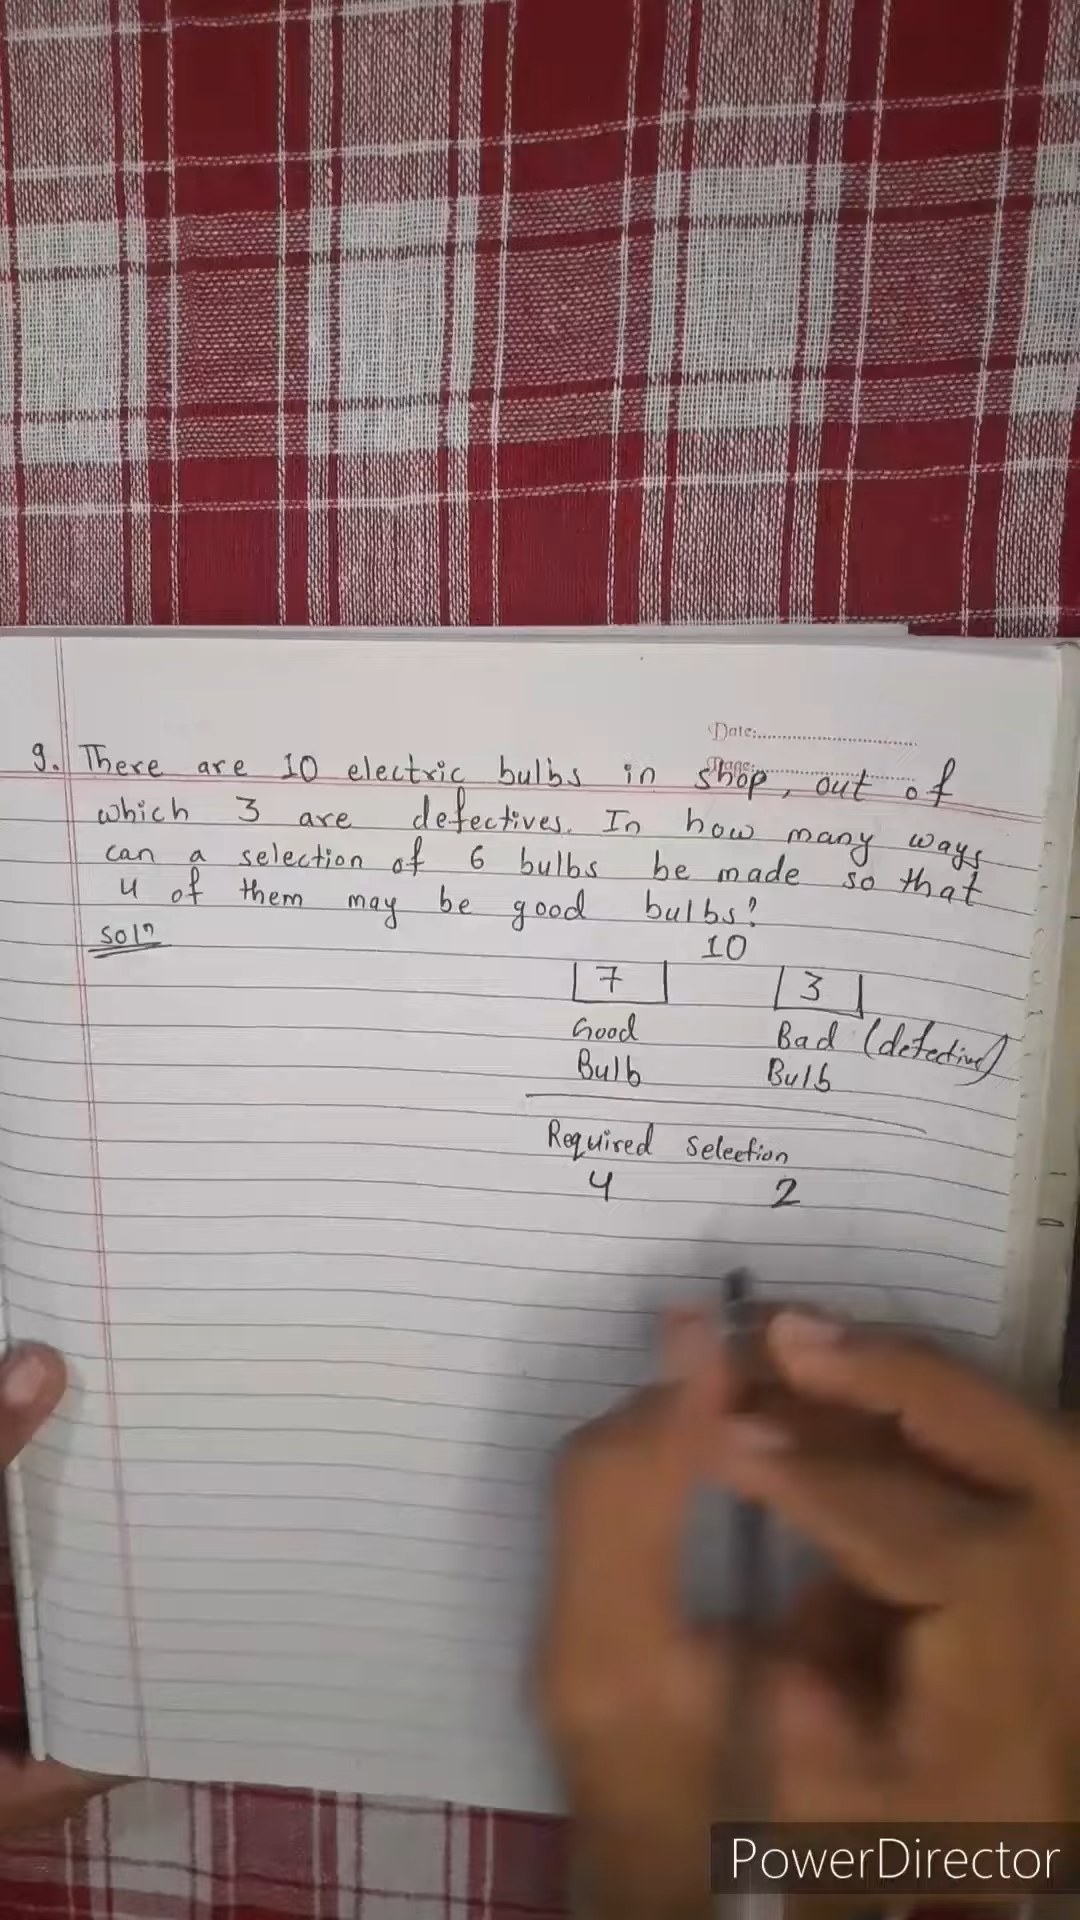 Date:
9. There are 10 electric bulbs in shop, out of
which 3 are defectives. In how many ways
can a selection of 6 bulbs be made so that
4 of them may be good bulbs?
Solⁿ
10
7 3
Good Bad (defective)
Bulb Bulb
Required Selection
4 2
PowerDirector